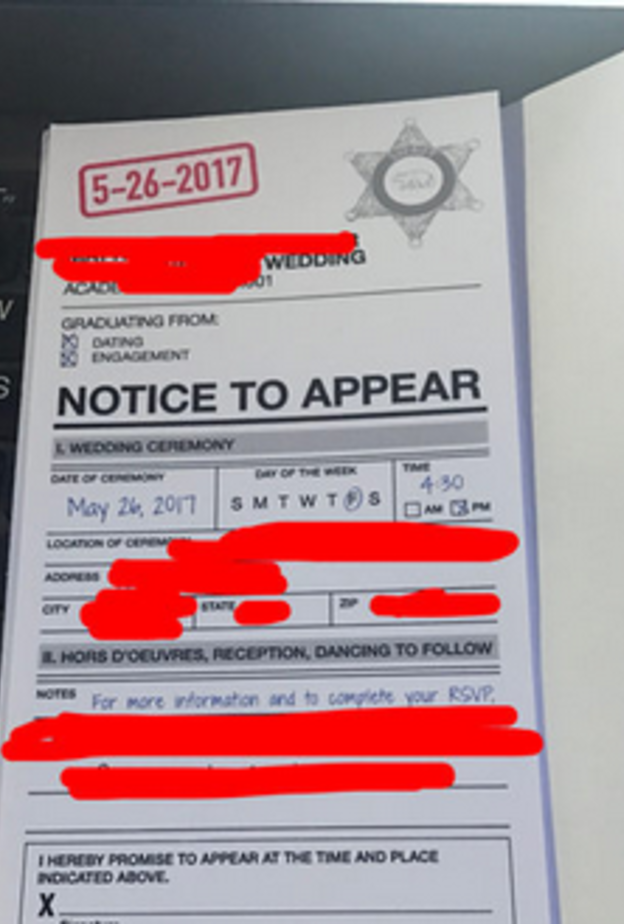 5-26-2017
WEDDING
GRADUATING FROM:
DATING
ENGAGEMENT
NOTICE TO APPEAR
I. WEDDING CEREMONY
DATE OF CEREMONY DAY OF THE WEEK TIME
May 26, 2017 S M T W T F S 4:30
AM PM
LOCATION OF
ADDRESS
CITY STATE ZIP
II. HORS D'OEUVRES, RECEPTION, DANCING TO FOLLOW
NOTES For more information and to complete your RSVP,
I HEREBY PROMISE TO APPEAR AT THE TIME AND PLACE
INDICATED ABOVE.
X